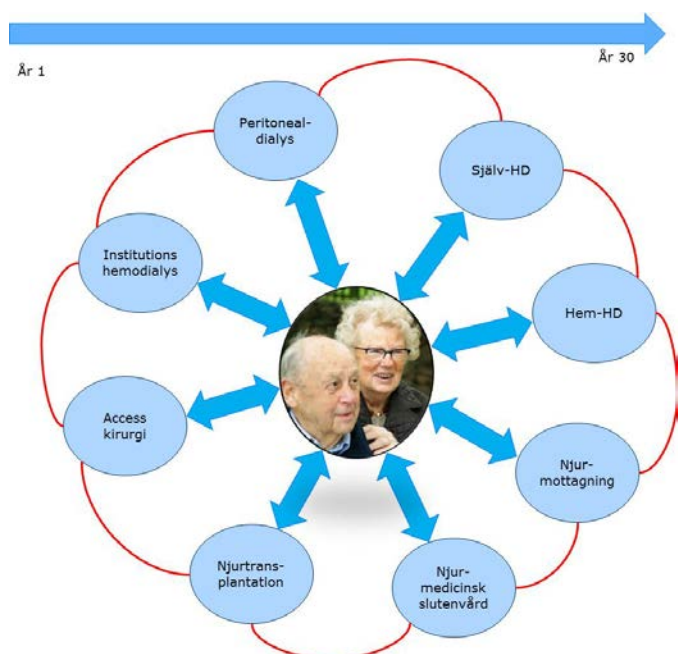 År 1
År 30
Peritoneal-
dialys
Själv-HD
Institutions
hemodialys
Hem-HD
Access
kirurgi
Njur-
mottagning
Njurtrans-
plantation
Njur-
medicinsk
slutenvård